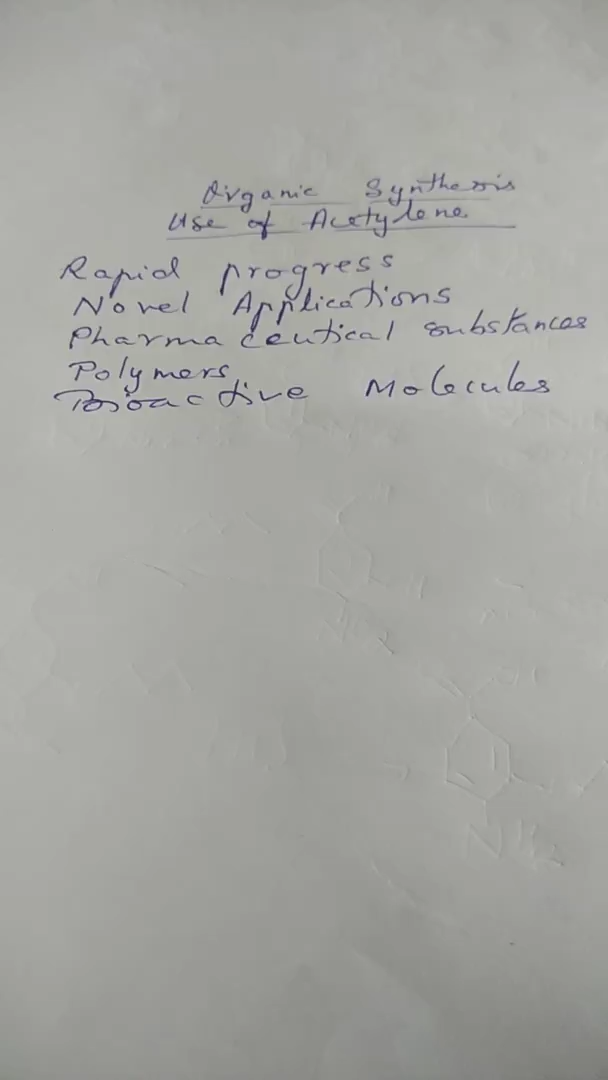 Organic Synthesis
Use of Acetylene
Rapid progress
Novel Applications
Pharmaceutical substances
Polymers
Bioactive Molecules